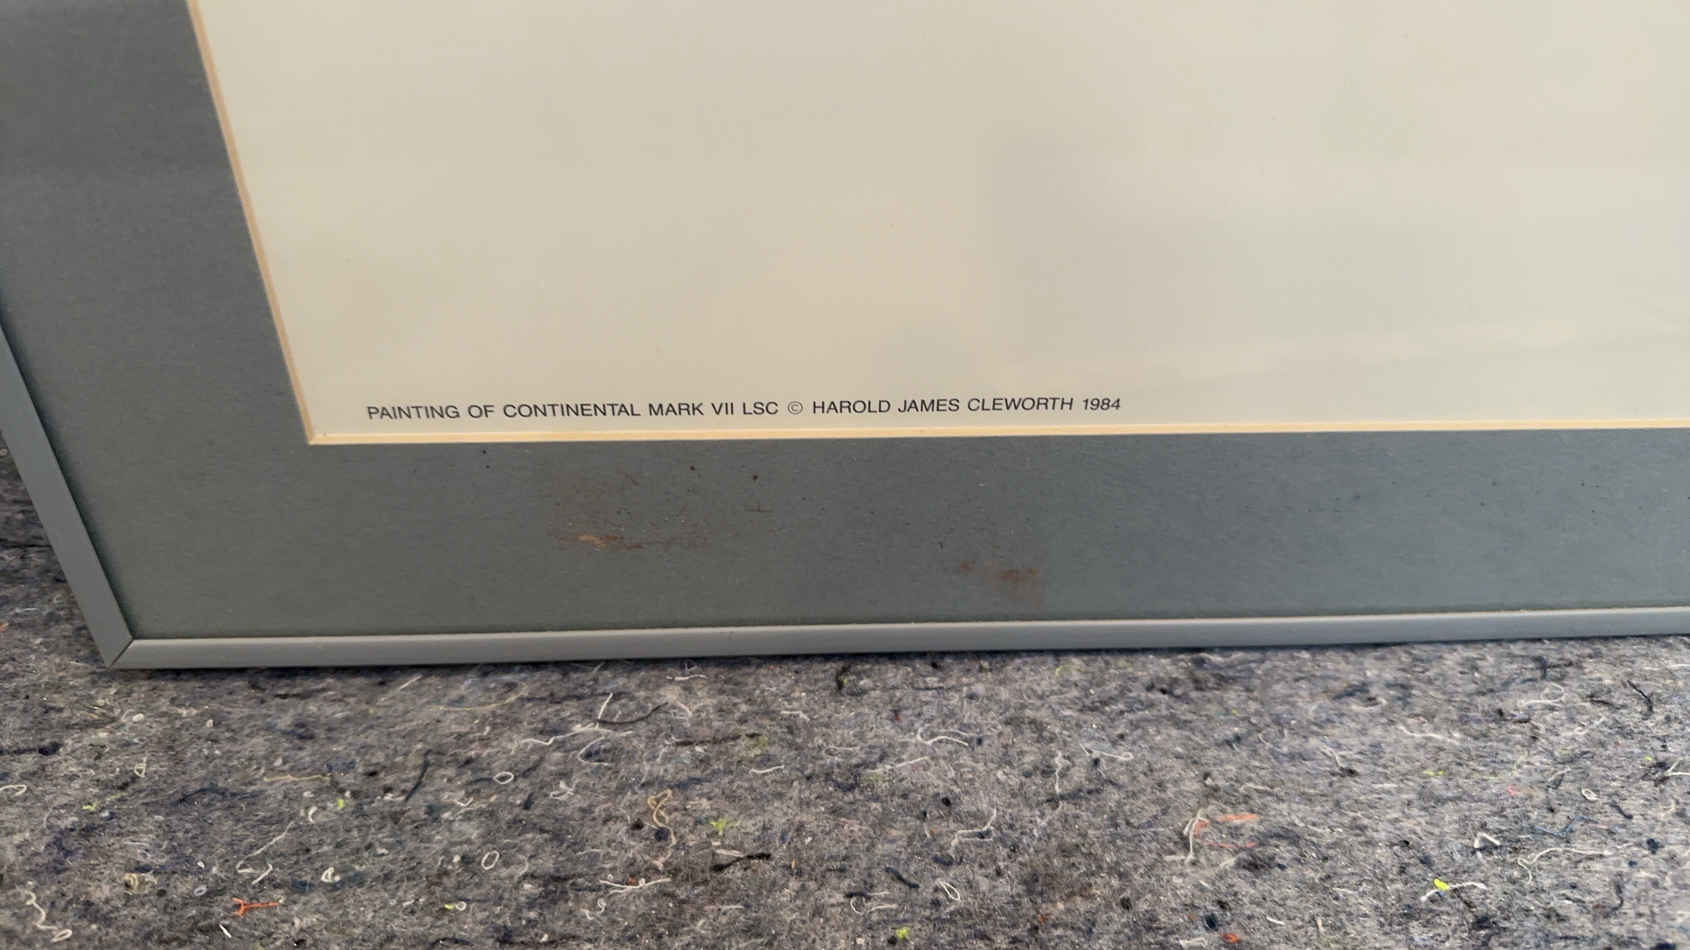 PAINTING OF CONTINENTAL MARK VII LSC © HAROLD JAMES CLEWORTH 1984